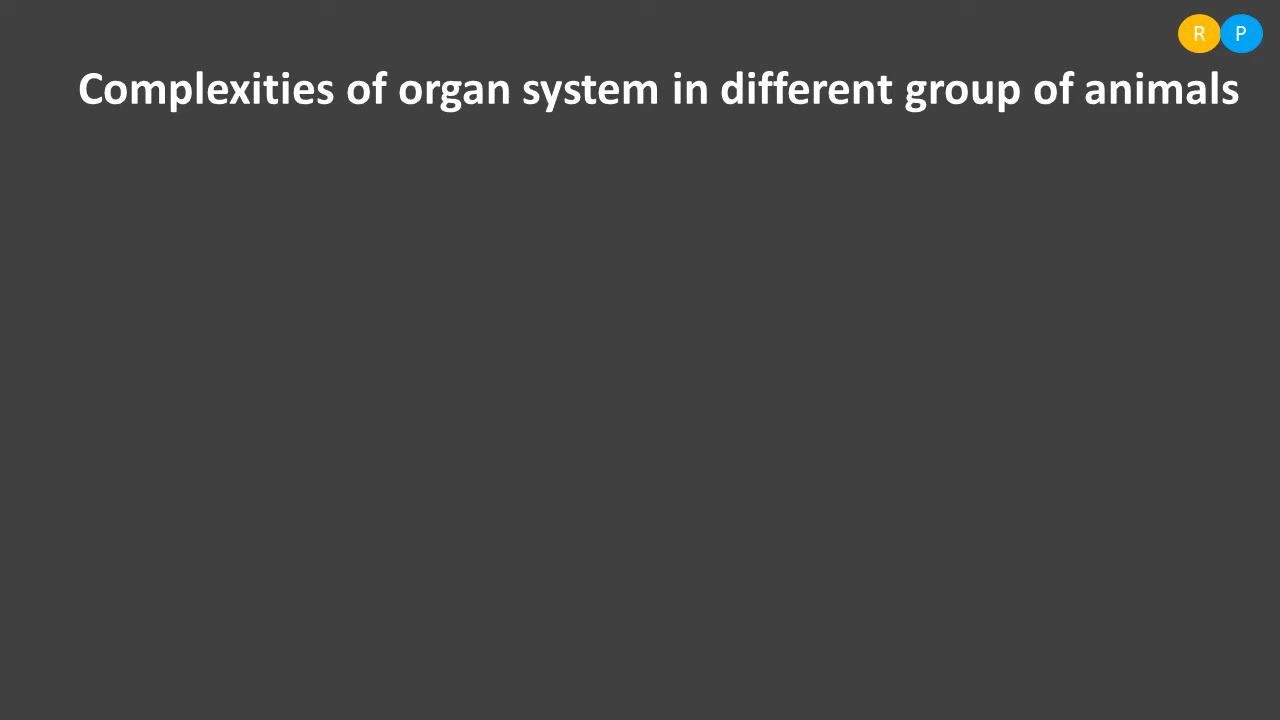 R P
Complexities of organ system in different group of animals